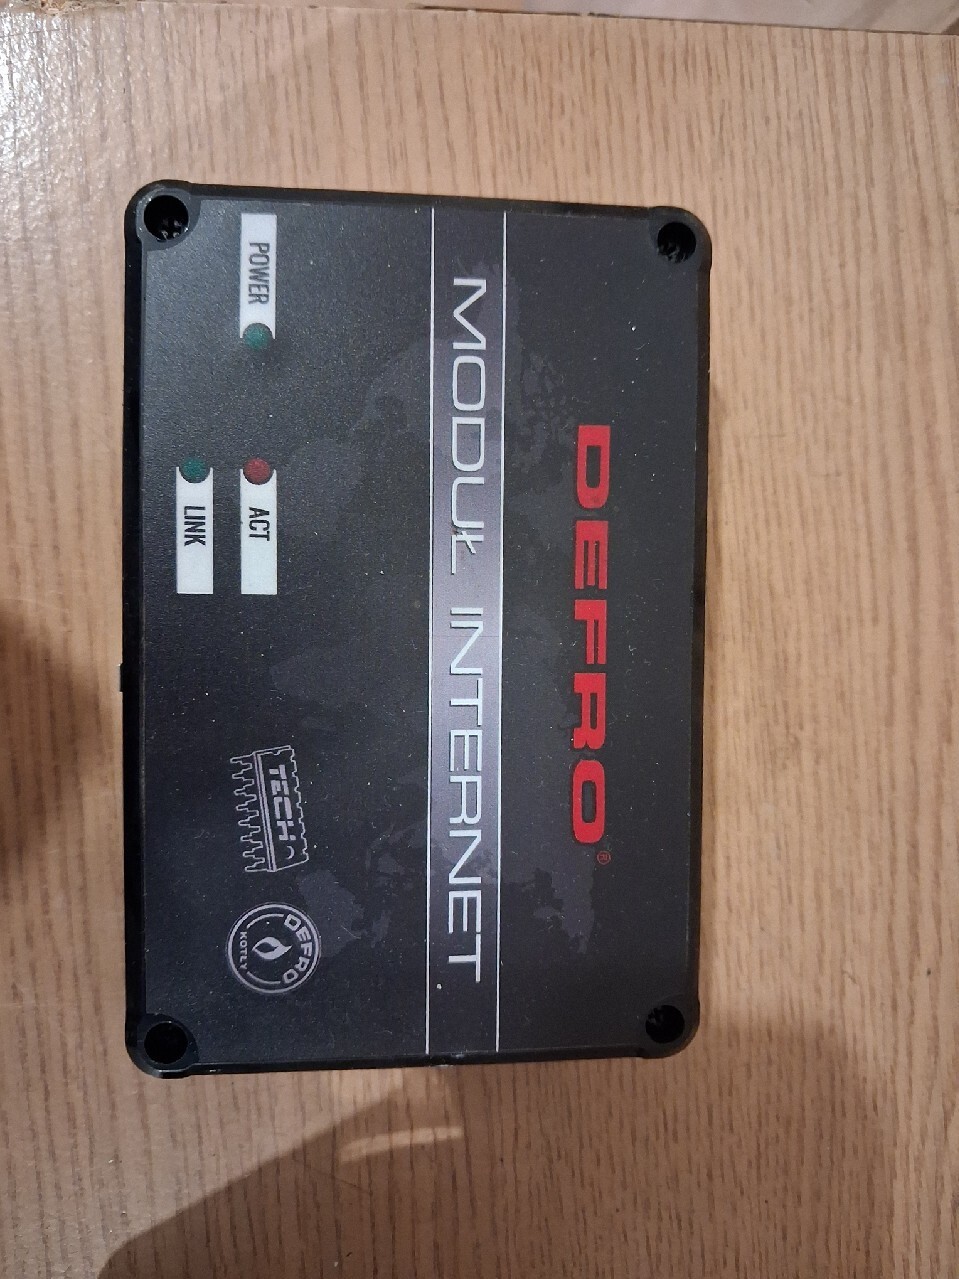 DEFRO®
MODUŁ INTERNET
POWER
ACT
LINK
TECH
DEFRO
KOTŁY